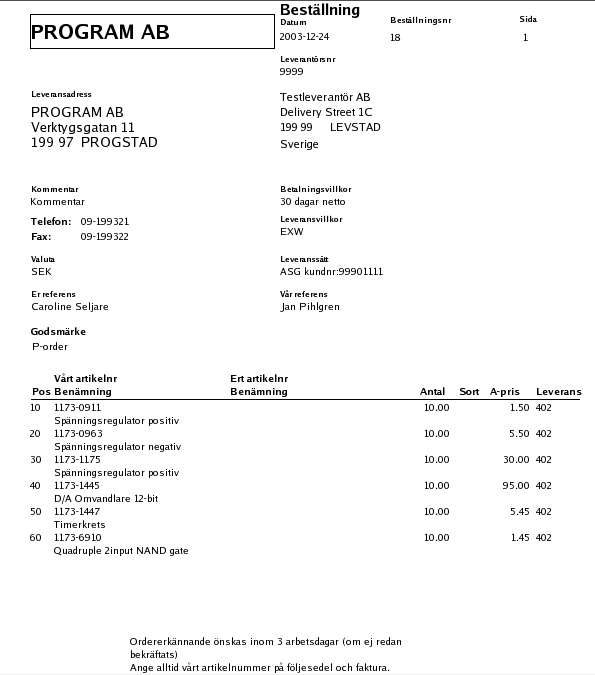 Beställning
PROGRAM AB
Datum Beställningsnr Sida
2003-12-24 18 1
Leverantörsnr
9999
Leveransadress
PROGRAM AB
Verktygsgatan 11
199 97 PROGSTAD
Testleverantör AB
Delivery Street 1C
199 99 LEVSTAD
Sverige
Kommentar
Kommentar
Telefon: 09-199321
Fax: 09-199322
Betalningsvillkor
30 dagar netto
Leveransvillkor
EXW
Valuta
SEK
Leveranssätt
ASG kundnr:99901111
Er referens
Caroline Seljare
Vår referens
Jan Pihlgren
Godsmärke
P-order
Vårt artikelnr Ert artikelnr
Pos Benämning Benämning Antal Sort A-pris Leverans
10 1173-0911 10.00 1.50 402
Spänningsregulator positiv
20 1173-0963 10.00 5.50 402
Spänningsregulator negativ
30 1173-1175 10.00 30.00 402
Spänningsregulator positiv
40 1173-1445 10.00 95.00 402
D/A Omvandlare 12-bit
50 1173-1447 10.00 5.45 402
Timerkrets
60 1173-6910 10.00 1.45 402
Quadruple 2input NAND gate
Ordererkännande önskas inom 3 arbetsdagar (om ej redan
bekräftats)
Ange alltid vårt artikelnummer på följesedel och faktura.